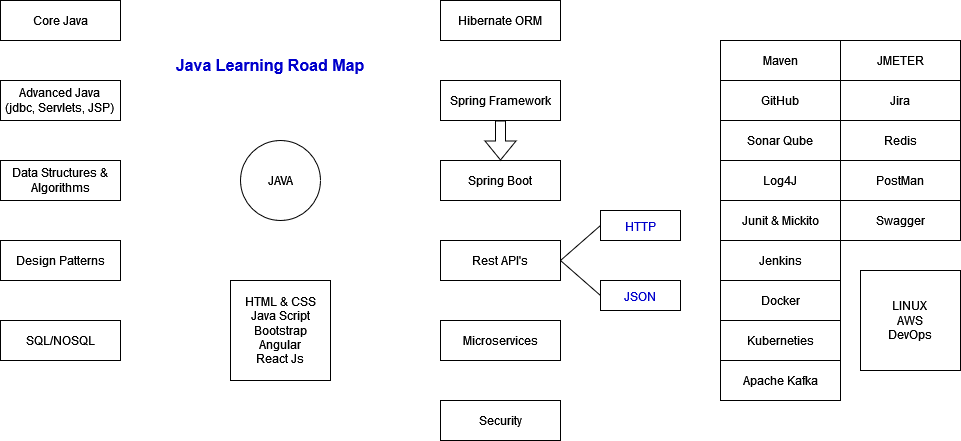 Java Learning Road Map
Core Java
Advanced Java
(jdbc, Servlets, JSP)
Data Structures &
Algorithms
Design Patterns
SQL/NOSQL
JAVA
HTML & CSS
Java Script
Bootstrap
Angular
React Js
Hibernate ORM
Spring Framework
Spring Boot
Rest API's
HTTP
JSON
Microservices
Security
Maven
GitHub
Sonar Qube
Log4J
Junit & Mickito
Jenkins
Docker
Kuberneties
Apache Kafka
JMETER
Jira
Redis
PostMan
Swagger
LINUX
AWS
DevOps